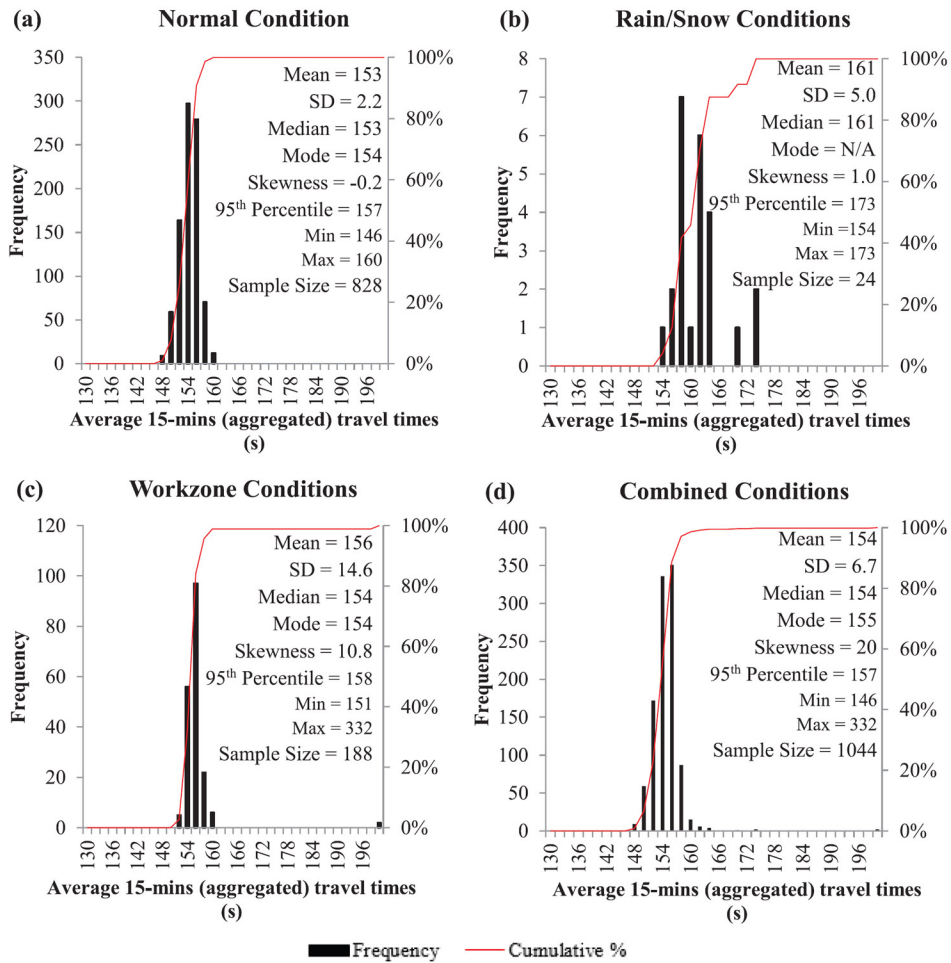 (a) Normal Condition
350
300
250
200
150
100
50
0
Frequency
100%
80%
60%
40%
20%
0%
Mean = 153
SD = 2.2
Median = 153
Mode = 154
Skewness = -0.2
95th Percentile = 157
Min = 146
Max = 160
Sample Size = 828
130 136 142 148 154 160 166 172 178 184 190 196
Average 15-mins (aggregated) travel times
(s)
(b) Rain/Snow Conditions
8
7
6
5
4
3
2
1
0
Frequency
100%
80%
60%
40%
20%
0%
Mean = 161
SD = 5.0
Median = 161
Mode = N/A
Skewness = 1.0
95th Percentile = 173
Min =154
Max = 173
Sample Size = 24
130 136 142 148 154 160 166 172 178 184 190 196
Average 15-mins (aggregated) travel times
(s)
(c) Workzone Conditions
120
100
80
60
40
20
0
Frequency
100%
80%
60%
40%
20%
0%
Mean = 156
SD = 14.6
Median = 154
Mode = 154
Skewness = 10.8
95th Percentile = 158
Min = 151
Max = 332
Sample Size = 188
130 136 142 148 154 160 166 172 178 184 190 196
Average 15-mins (aggregated) travel times
(s)
(d) Combined Conditions
400
350
300
250
200
150
100
50
0
Frequency
100%
80%
60%
40%
20%
0%
Mean = 154
SD = 6.7
Median = 154
Mode = 155
Skewness = 20
95th Percentile = 157
Min = 146
Max = 332
Sample Size = 1044
130 136 142 148 154 160 166 172 178 184 190 196
Average 15-mins (aggregated) travel times
(s)
Frequency Cumulative %